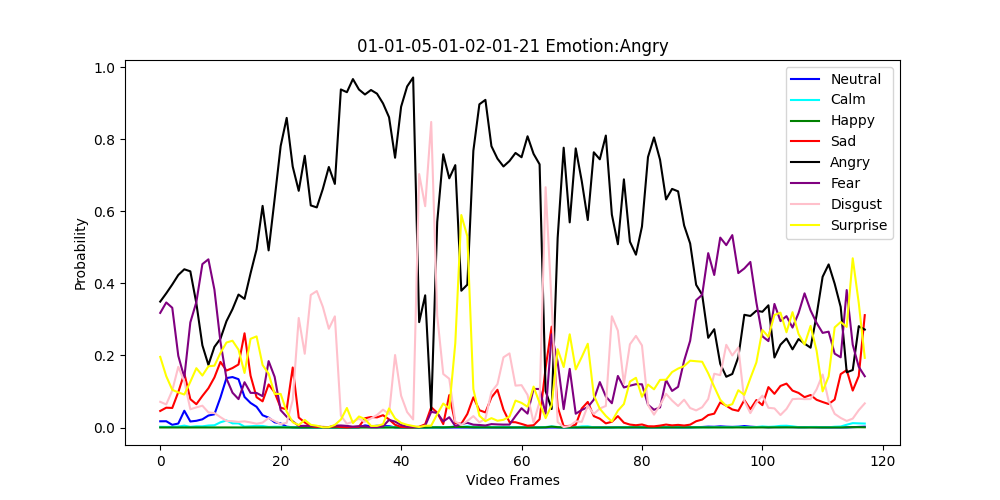 01-01-05-01-02-01-21 Emotion:Angry
1.0
0.8
0.6
0.4
0.2
0.0
Probability
0 20 40 60 80 100 120
Video Frames
Neutral
Calm
Happy
Sad
Angry
Fear
Disgust
Surprise